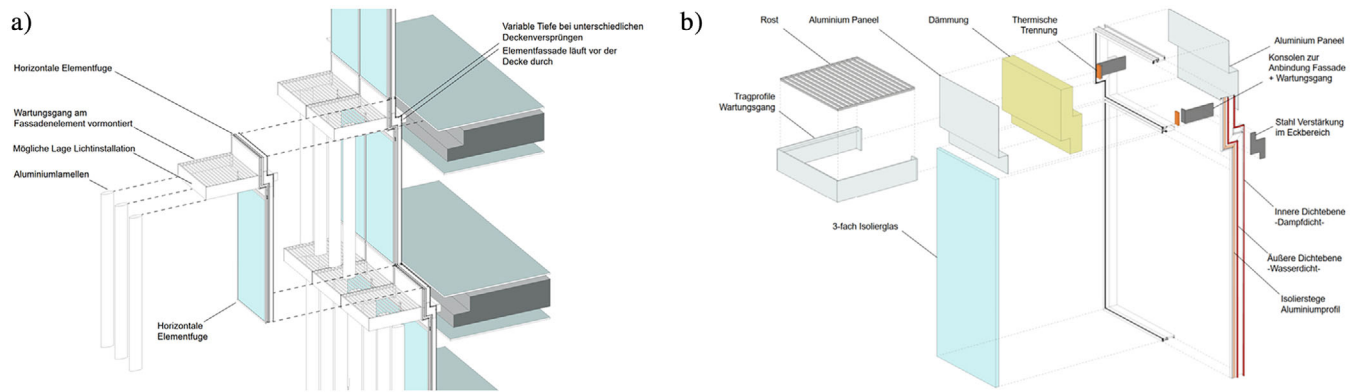 a)
Variable Tiefe bei unterschiedlichen
Deckenversprüngen
Elementfassade läuft vor der
Decke durch
Horizontale Elementfuge
Wartungsgang am
Fassadenelement vormontiert
Mögliche Lage Lichtinstallation
Aluminiumlamellen
Horizontale
Elementfuge
b)
Rost
Aluminium Paneel
Dämmung
Thermische
Trennung
Aluminium Paneel
Konsolen zur
Anbindung Fassade
+ Wartungsgang
Tragprofile
Wartungsgang
Stahl Verstärkung
im Eckbereich
3-fach Isolierglas
Innere Dichtebene
-Dampfdicht-
Äußere Dichtebene
-Wasserdicht-
Isolierstege
Aluminiumprofil